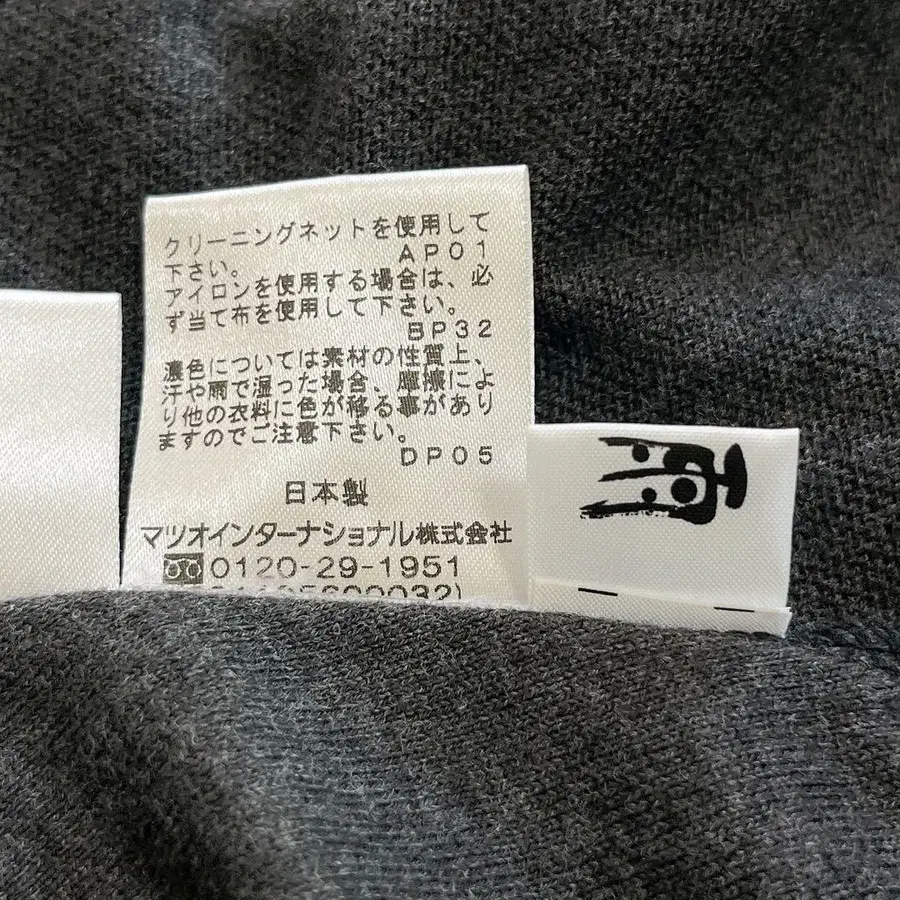 クリーニングネットを使用して
下さい。 AP01
アイロンを使用する場合は、必
ず当て布を使用して下さい。
BP32
濃色については素材の性質上、
汗や雨で湿った場合、摩擦によ
り他の衣料に色が移る事があり
ますのでご注意下さい。
DP05
日本製
マツオインターナショナル株式会社
0120-29-1951